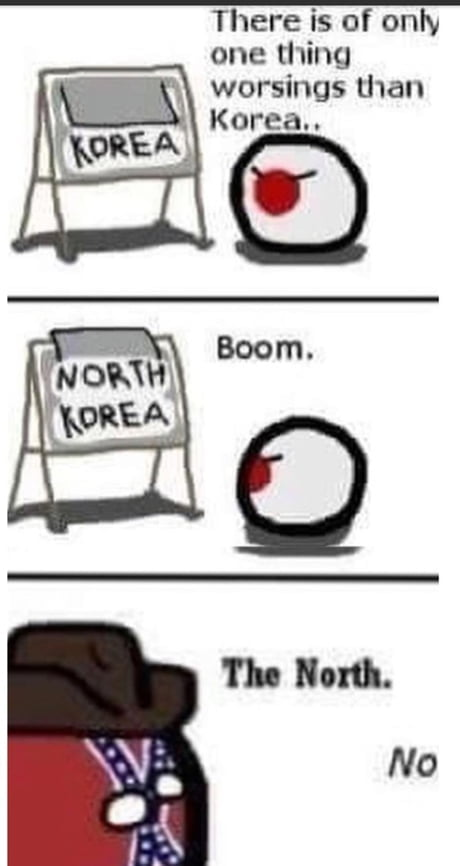 There is of only
one thing
worsings than
Korea..
KOREA
Boom.
NORTH
KOREA
The North.
No